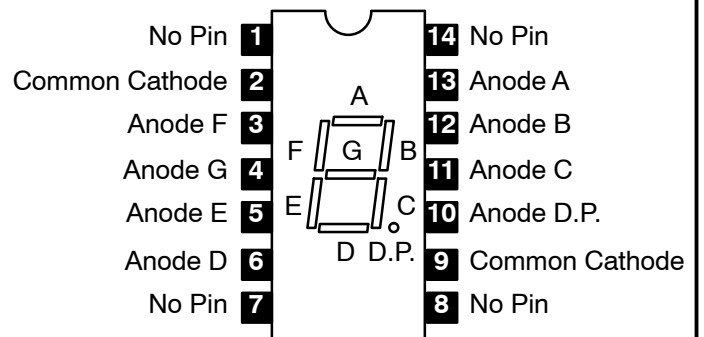 No Pin 1 14 No Pin
Common Cathode 2 13 Anode A
A
Anode F 3 12 Anode B
F G B
Anode G 4 11 Anode C
E C
Anode E 5 10 Anode D.P.
D D.P.
Anode D 6 9 Common Cathode
No Pin 7 8 No Pin